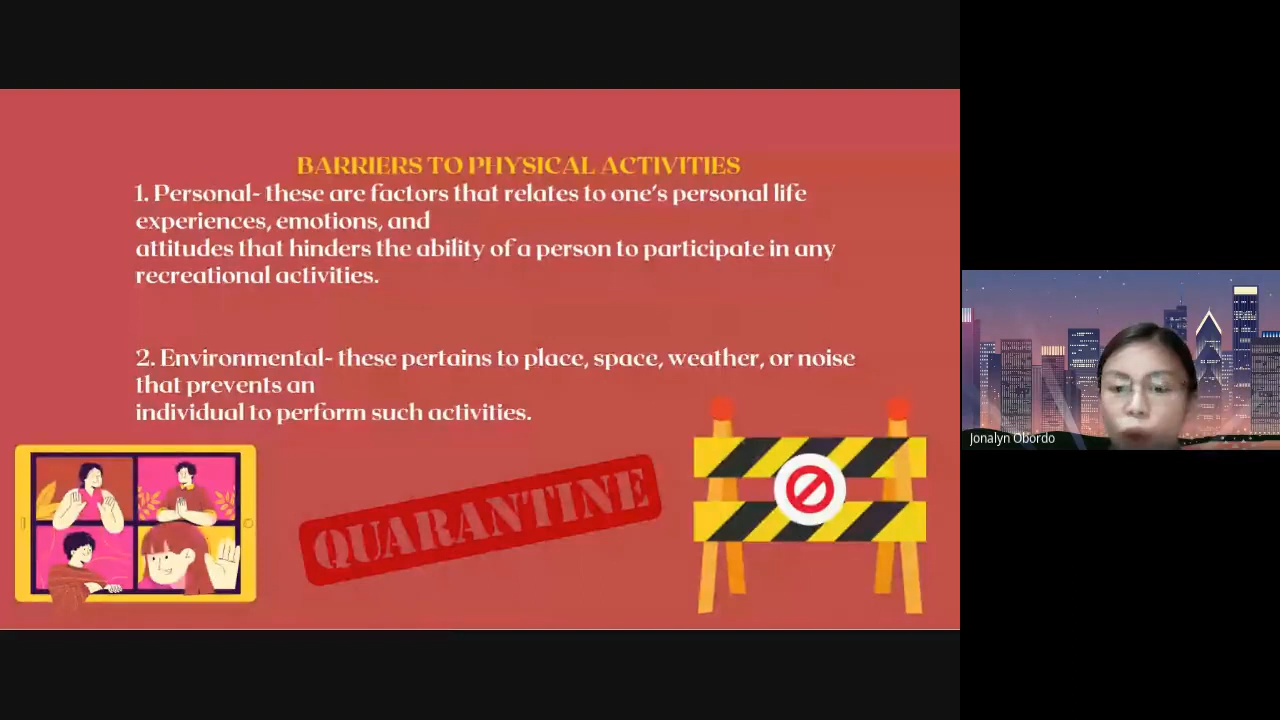 BARRIERS TO PHYSICAL ACTIVITIES
1. Personal- these are factors that relates to one's personal life
experiences, emotions, and
attitudes that hinders the ability of a person to participate in any
recreational activities.
2. Environmental- these pertains to place, space, weather, or noise
that prevents an
individual to perform such activities.
QUARANTINE
Jonalyn Obordo